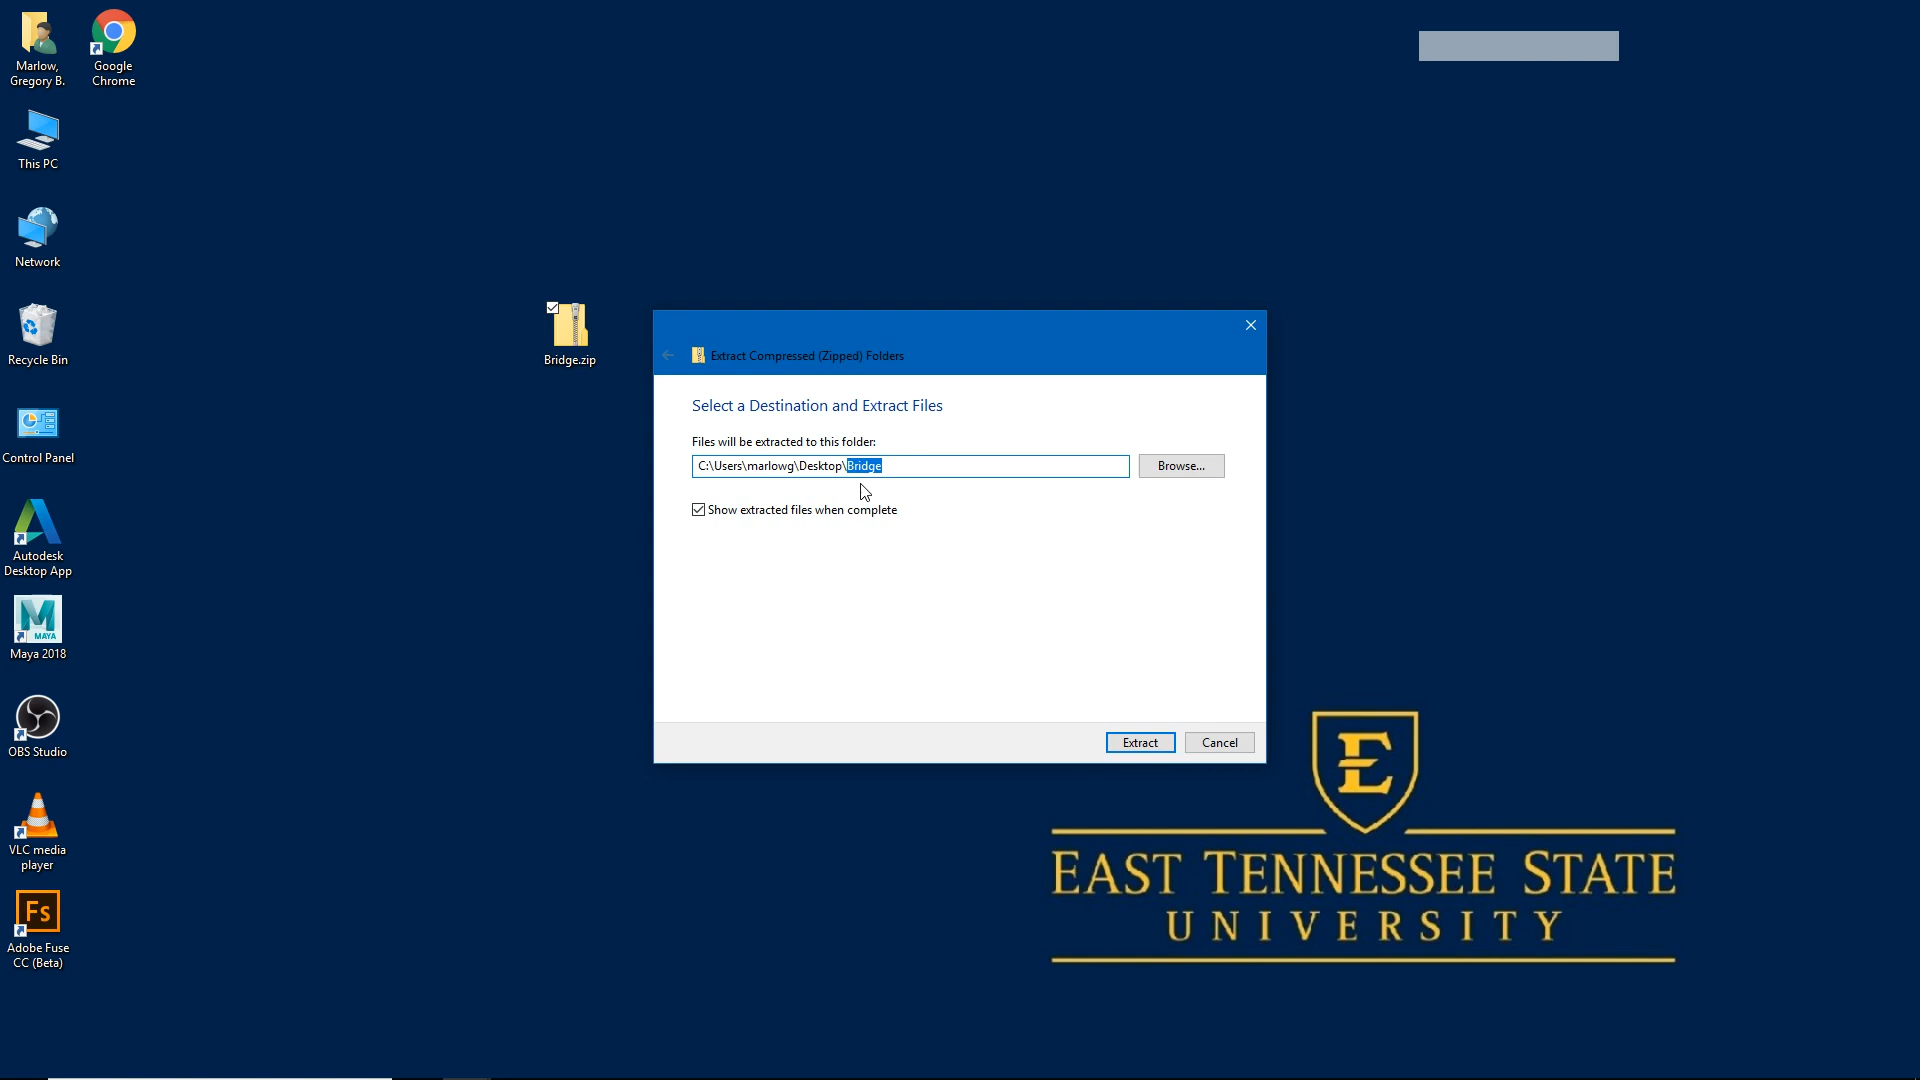 Marlow,
Gregory B.
Google
Chrome
This PC
Network
Recycle Bin
Control Panel
Autodesk
Desktop App
MAYA
Maya 2018
OBS Studio
VLC media
player
Fs
Adobe Fuse
CC (Beta)
Bridge.zip
Extract Compressed (Zipped) Folders
Select a Destination and Extract Files
Files will be extracted to this folder:
C:\Users\marlowg\Desktop\Bridge
Browse...
Show extracted files when complete
Extract
Cancel
E
EAST TENNESSEE STATE
UNIVERSITY